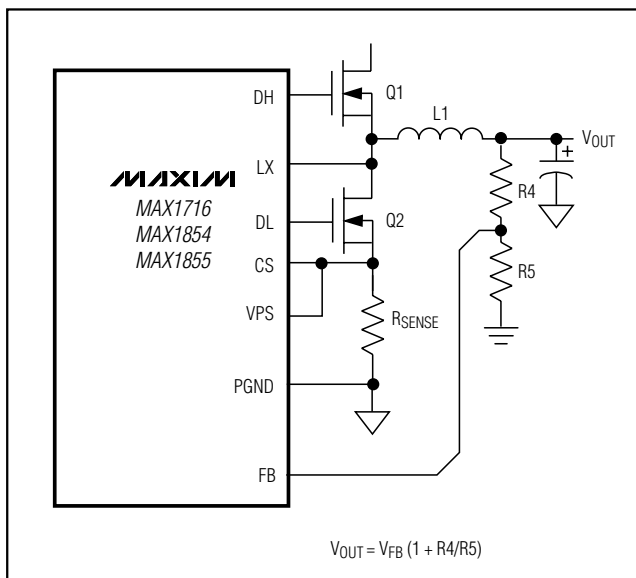 DH
Q1
L1
VOUT
LX
MAXIM
R4
MAX1716
MAX1854
MAX1855
DL
Q2
CS
R5
VPS
RSENSE
PGND
FB
VOUT = VFB (1 + R4/R5)
+